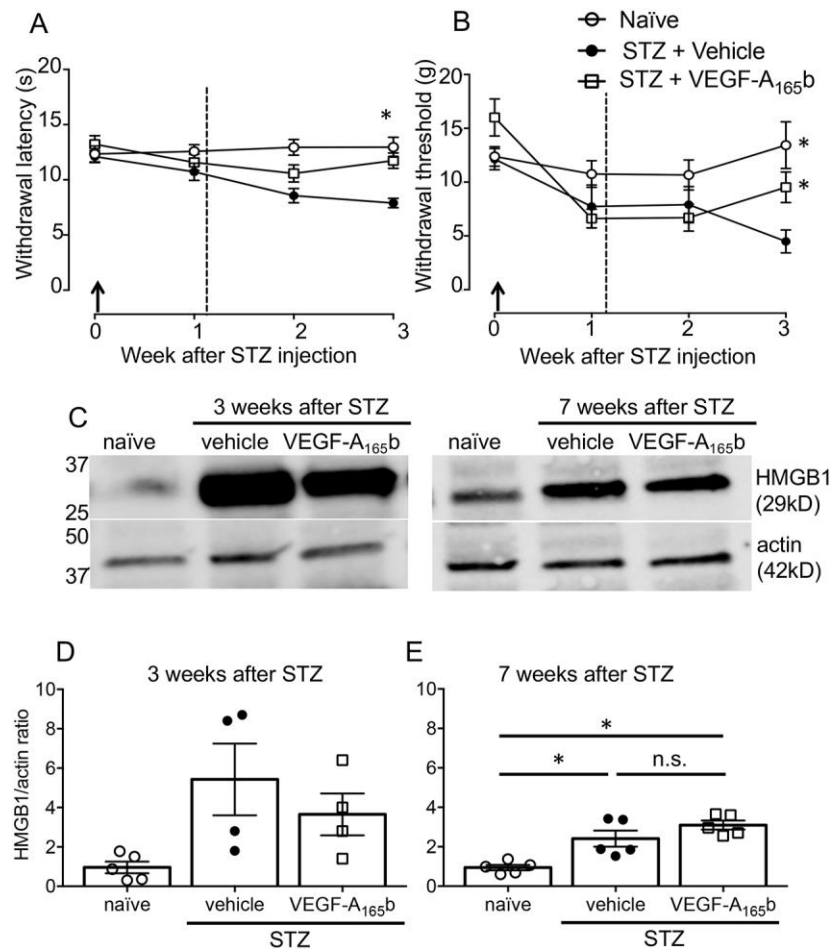 A
Withdrawal latency (s)
20
15
10
5
0
*
0 1 2 3
Week after STZ injection
B
Naïve
STZ + Vehicle
STZ + VEGF-A₁₆₅b
Withdrawal threshold (g)
20
15
10
5
0
*
*
0 1 2 3
Week after STZ injection
C
3 weeks after STZ
naïve vehicle VEGF-A₁₆₅b
37
25
50
37
7 weeks after STZ
naïve vehicle VEGF-A₁₆₅b
HMGB1
(29kD)
actin
(42kD)
D
3 weeks after STZ
HMGB1/actin ratio
10
8
6
4
2
0
naïve vehicle VEGF-A₁₆₅b
STZ
E
7 weeks after STZ
10
8
6
4
2
0
*
* n.s.
naïve vehicle VEGF-A₁₆₅b
STZ